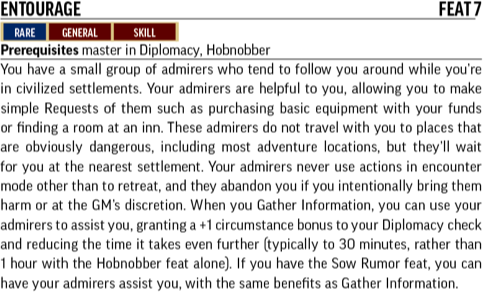 ENTOURAGE FEAT 7
RARE GENERAL SKILL
Prerequisites master in Diplomacy, Hobnobber
You have a small group of admirers who tend to follow you around while you're
in civilized settlements. Your admirers are helpful to you, allowing you to make
simple Requests of them such as purchasing basic equipment with your funds
or finding a room at an inn. These admirers do not travel with you to places that
are obviously dangerous, including most adventure locations, but they'll wait
for you at the nearest settlement. Your admirers never use actions in encounter
mode other than to retreat, and they abandon you if you intentionally bring them
harm or at the GM's discretion. When you Gather Information, you can use your
admirers to assist you, granting a +1 circumstance bonus to your Diplomacy check
and reducing the time it takes even further (typically to 30 minutes, rather than
1 hour with the Hobnobber feat alone). If you have the Sow Rumor feat, you can
have your admirers assist you, with the same benefits as Gather Information.